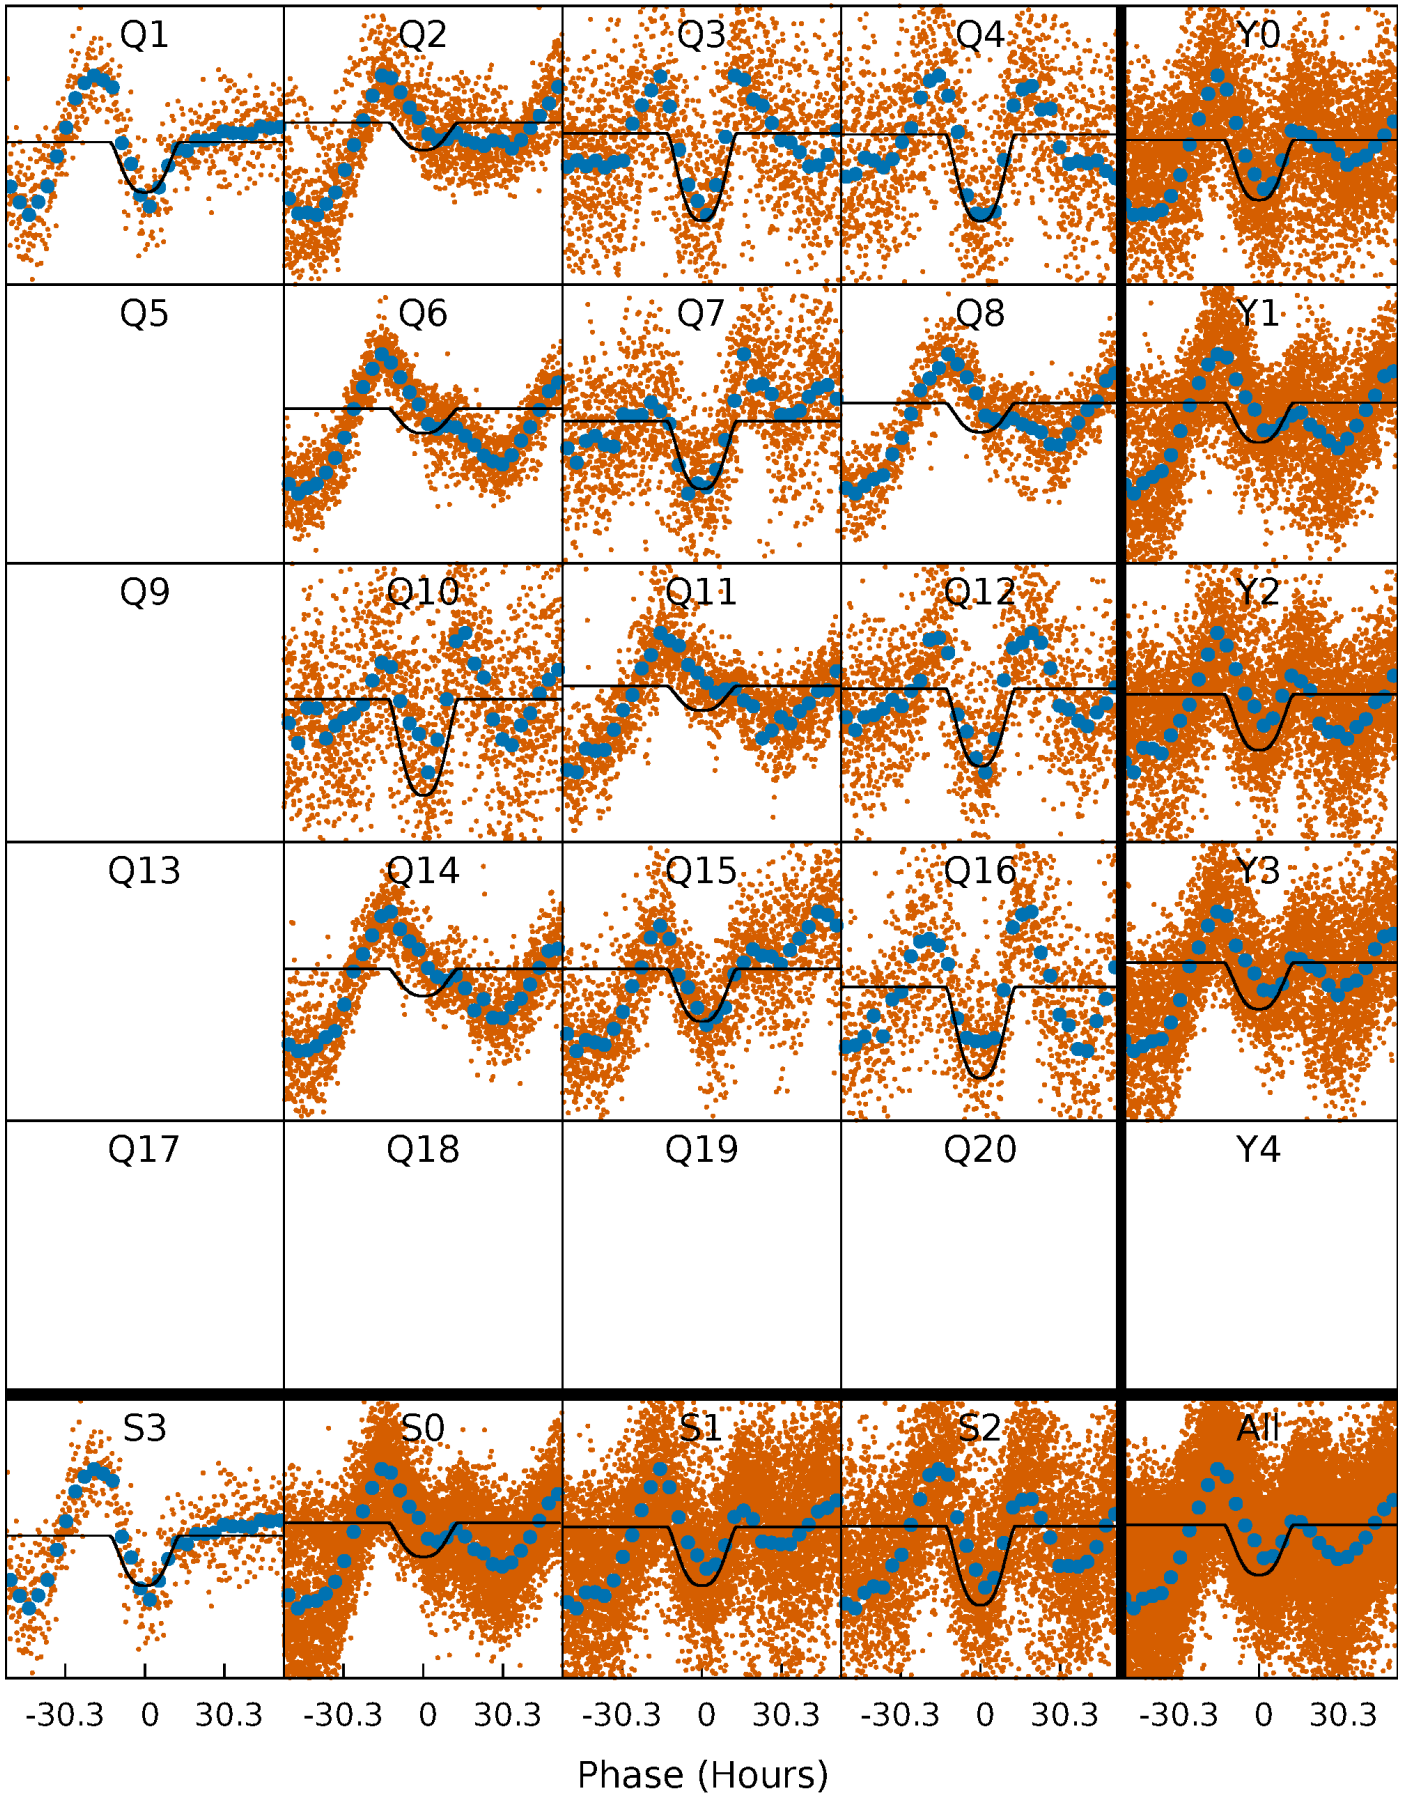 Q1 Q2 Q3 Q4 Y0
Q5 Q6 Q7 Q8 Y1
Q9 Q10 Q11 Q12 Y2
Q13 Q14 Q15 Q16 Y3
Q17 Q18 Q19 Q20 Y4
S3 S0 S1 S2 All
-30.3 0 30.3 -30.3 0 30.3 -30.3 0 30.3 -30.3 0 30.3 -30.3 0 30.3
Phase (Hours)